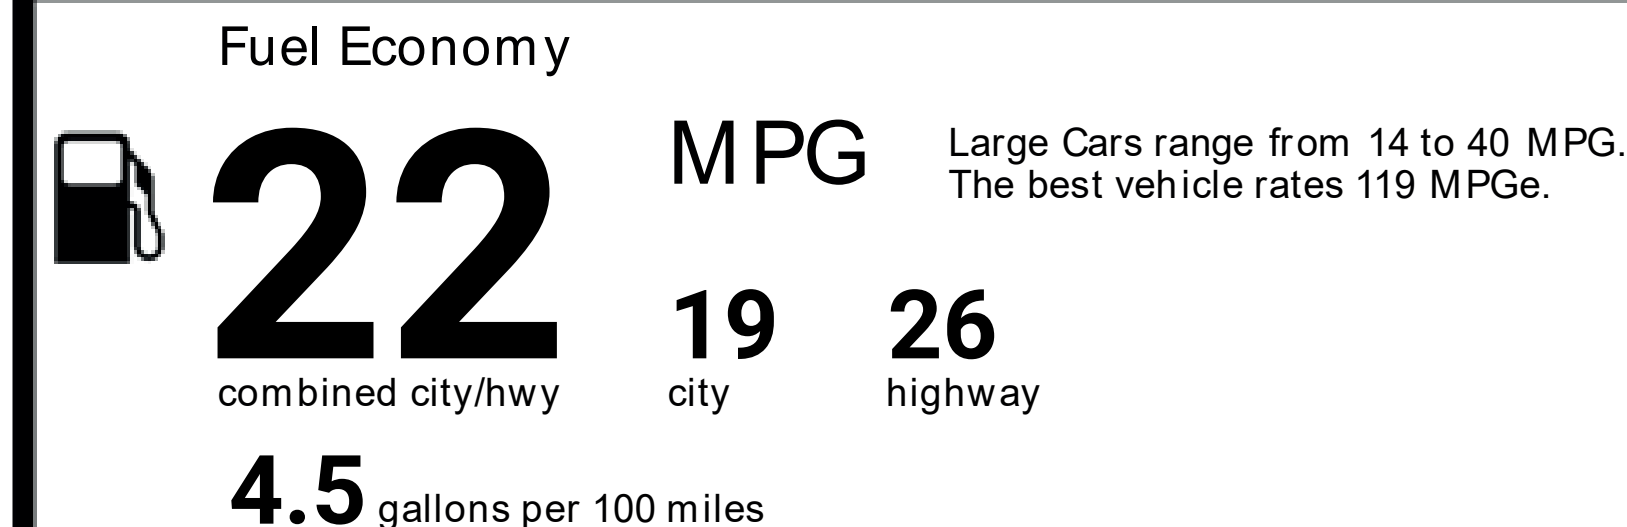 Fuel Economy
22
MPG
Large Cars range from 14 to 40 MPG.
The best vehicle rates 119 MPGe.
19
26
combined city/hwy
city
highway
4.5 gallons per 100 miles